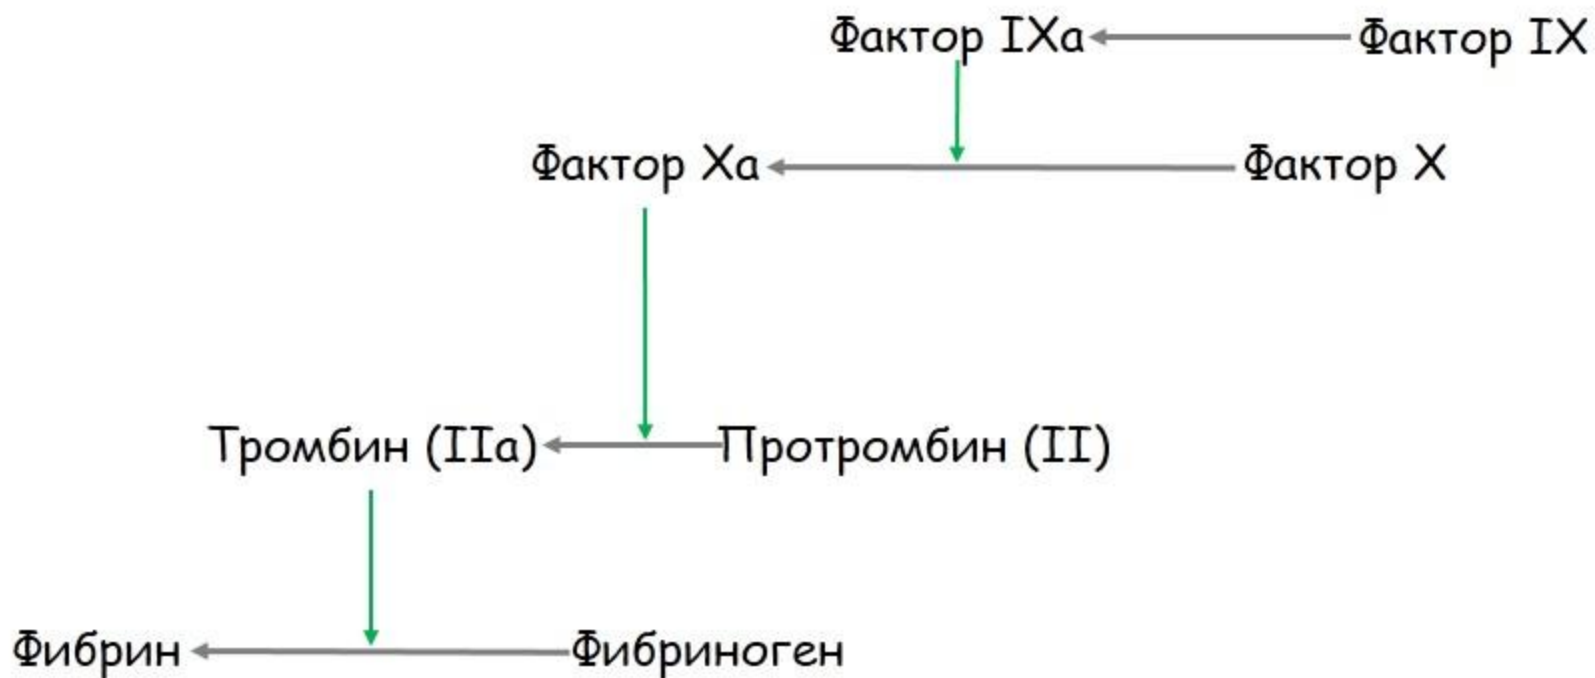 Фактор IXa Фактор IX
Фактор Xa Фактор X
Тромбин (IIa) Протромбин (II)
Фибрин Фибриноген